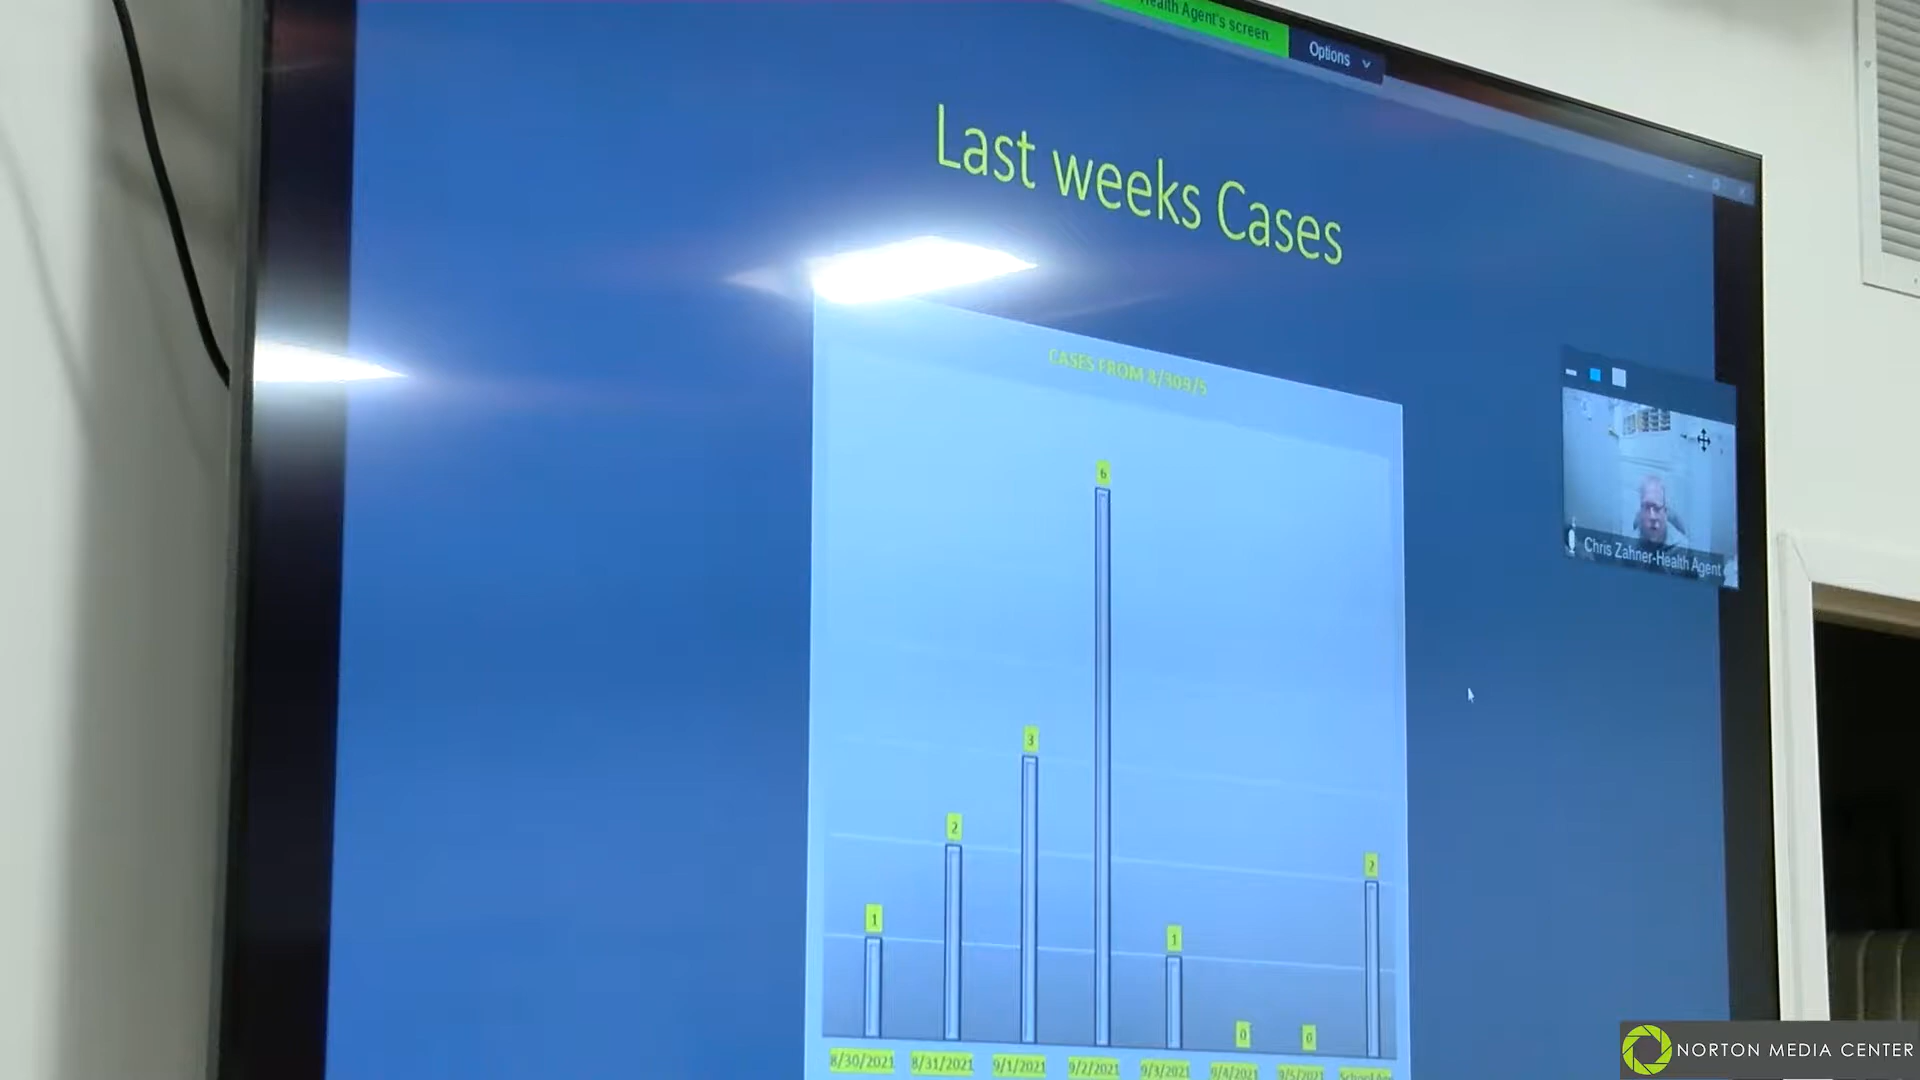 Health Agent's screen
Options
Last weeks Cases
CASES FROM 8/309/5
6
3
2
2
1
1
0
0
8/30/2021 8/31/2021 9/1/2021 9/2/2021 9/3/2021 9/4/2021 9/5/2021 School Age
Chris Zahner-Health Agent
NORTON MEDIA CENTER